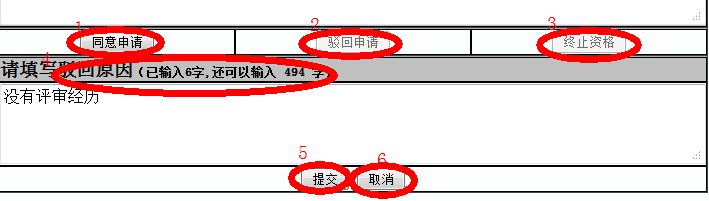 1 2 3
同意申请 驳回申请 终止资格
4
请填写驳回原因(已输入6字,还可以输入 494 字)
没有评审经历
5 6
提交 取消